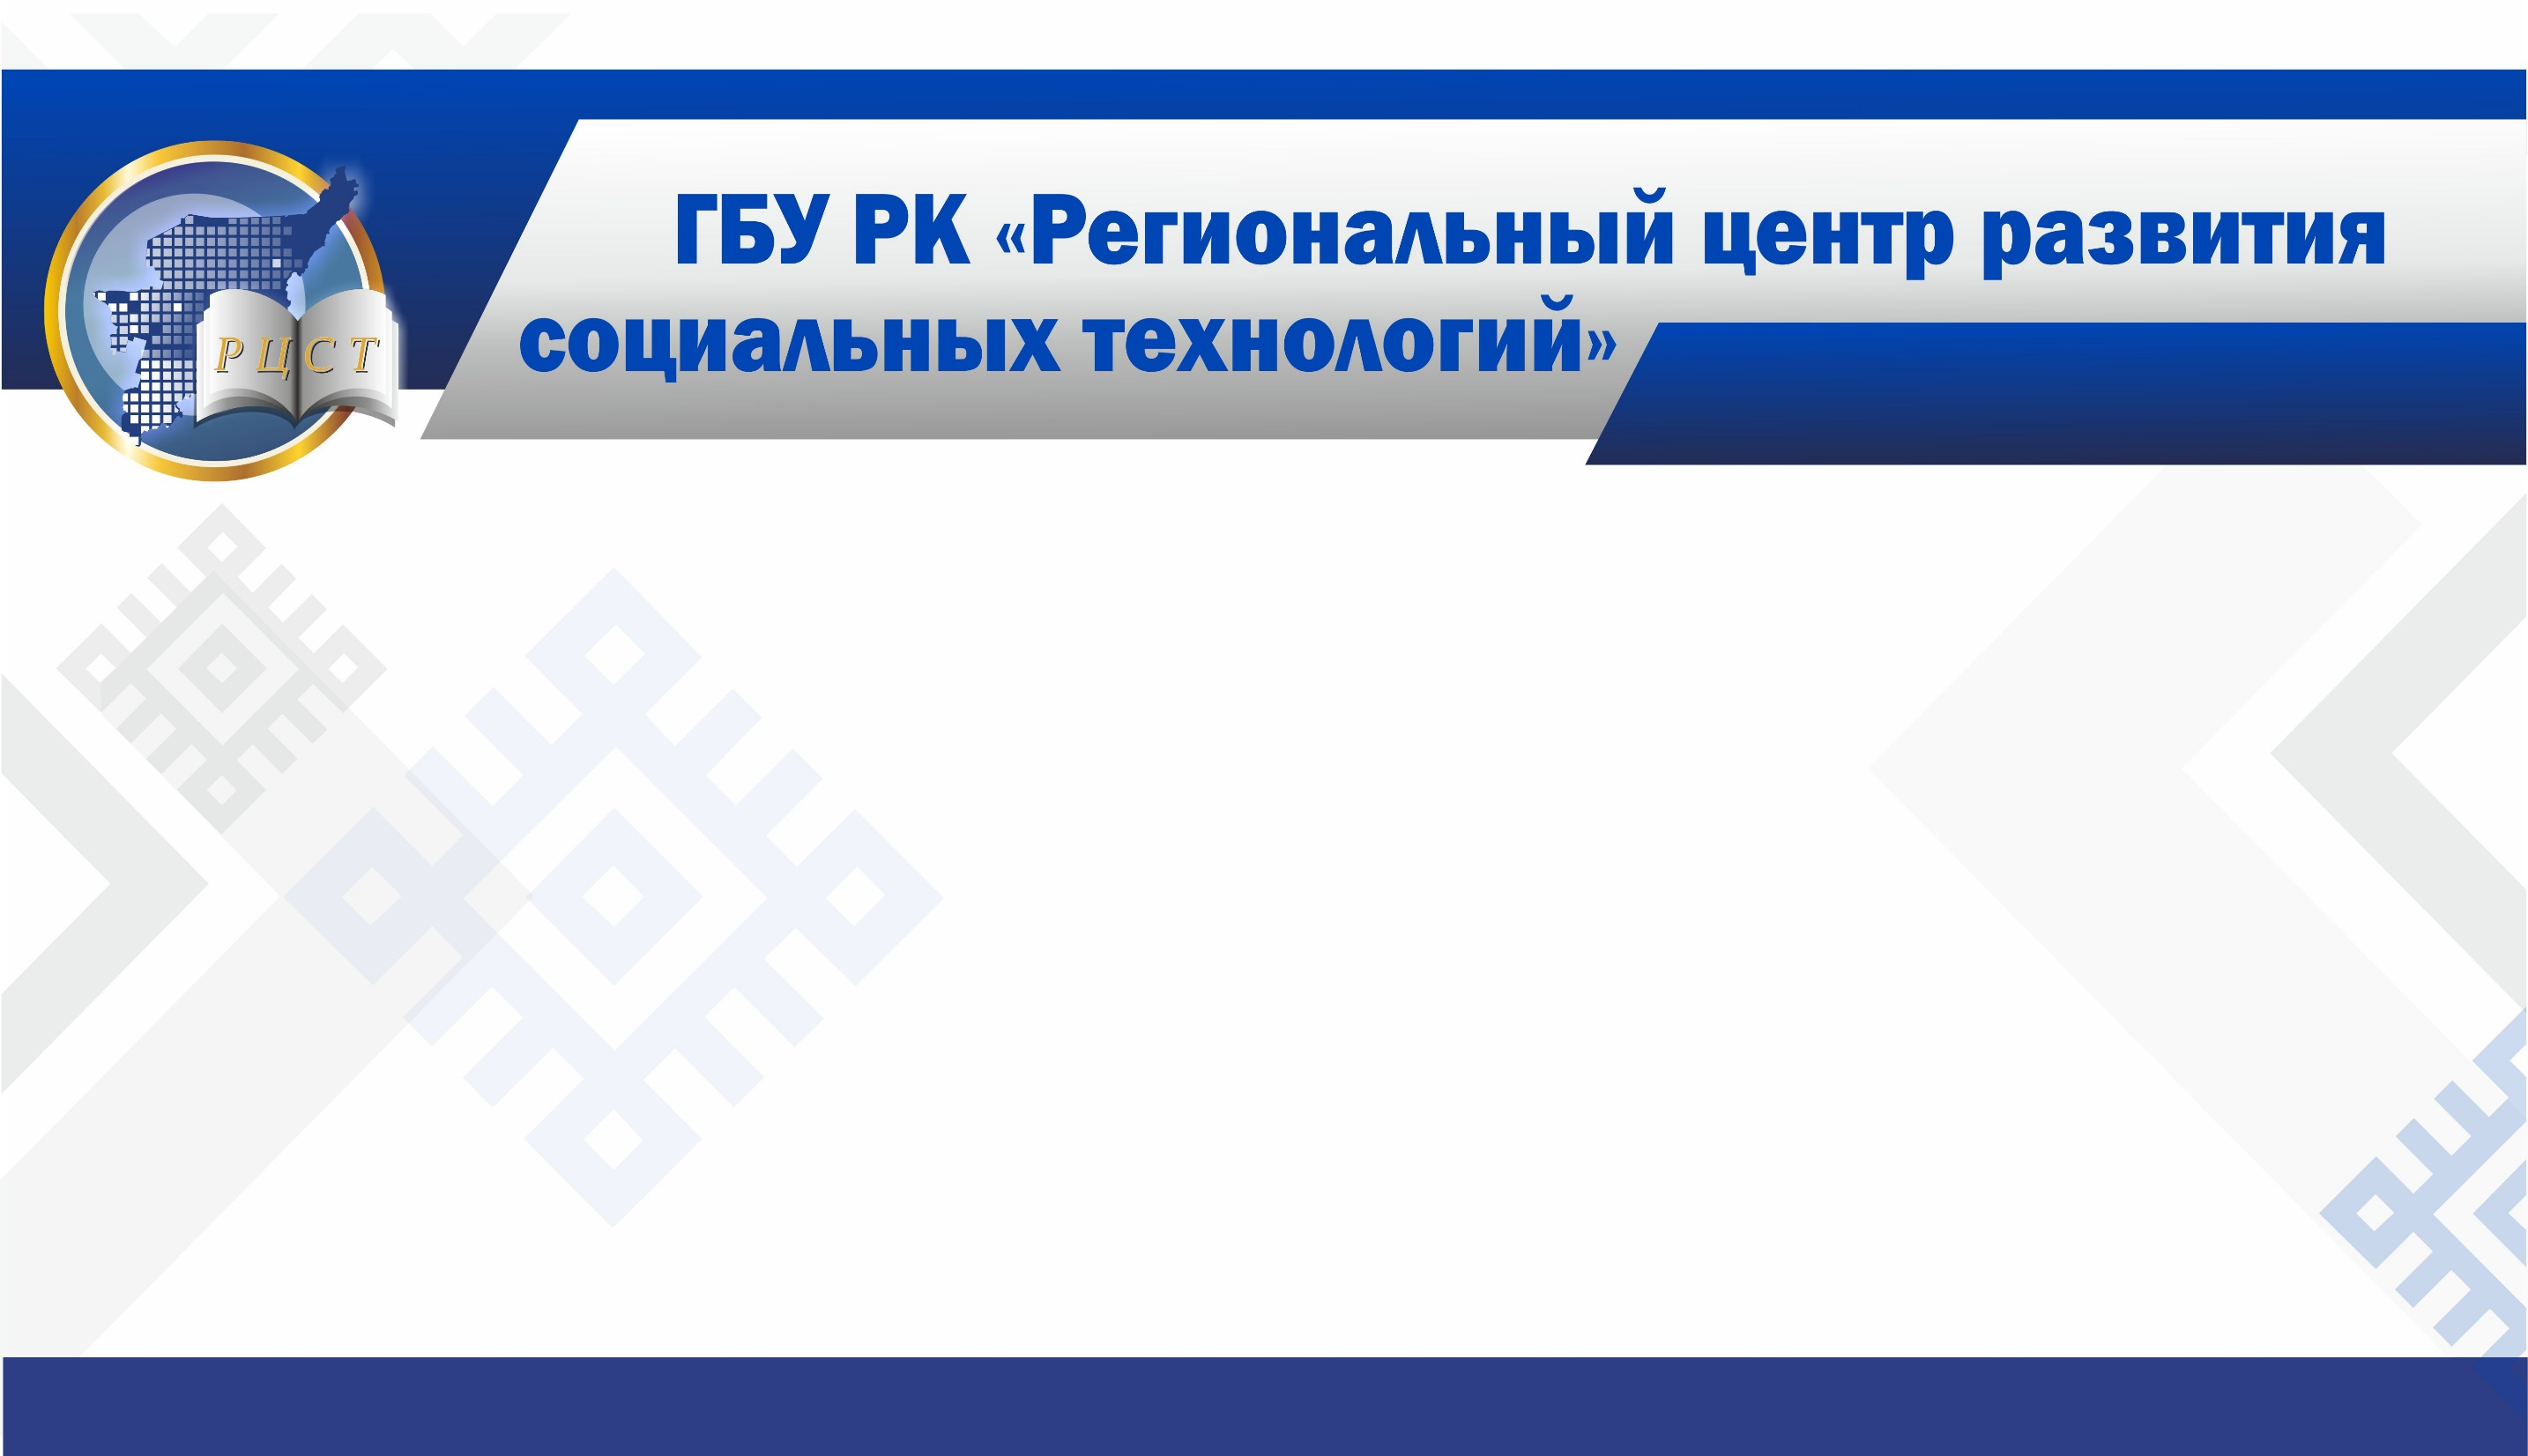 ГБУ РК «Региональный центр развития
социальных технологий»
РЦСТ